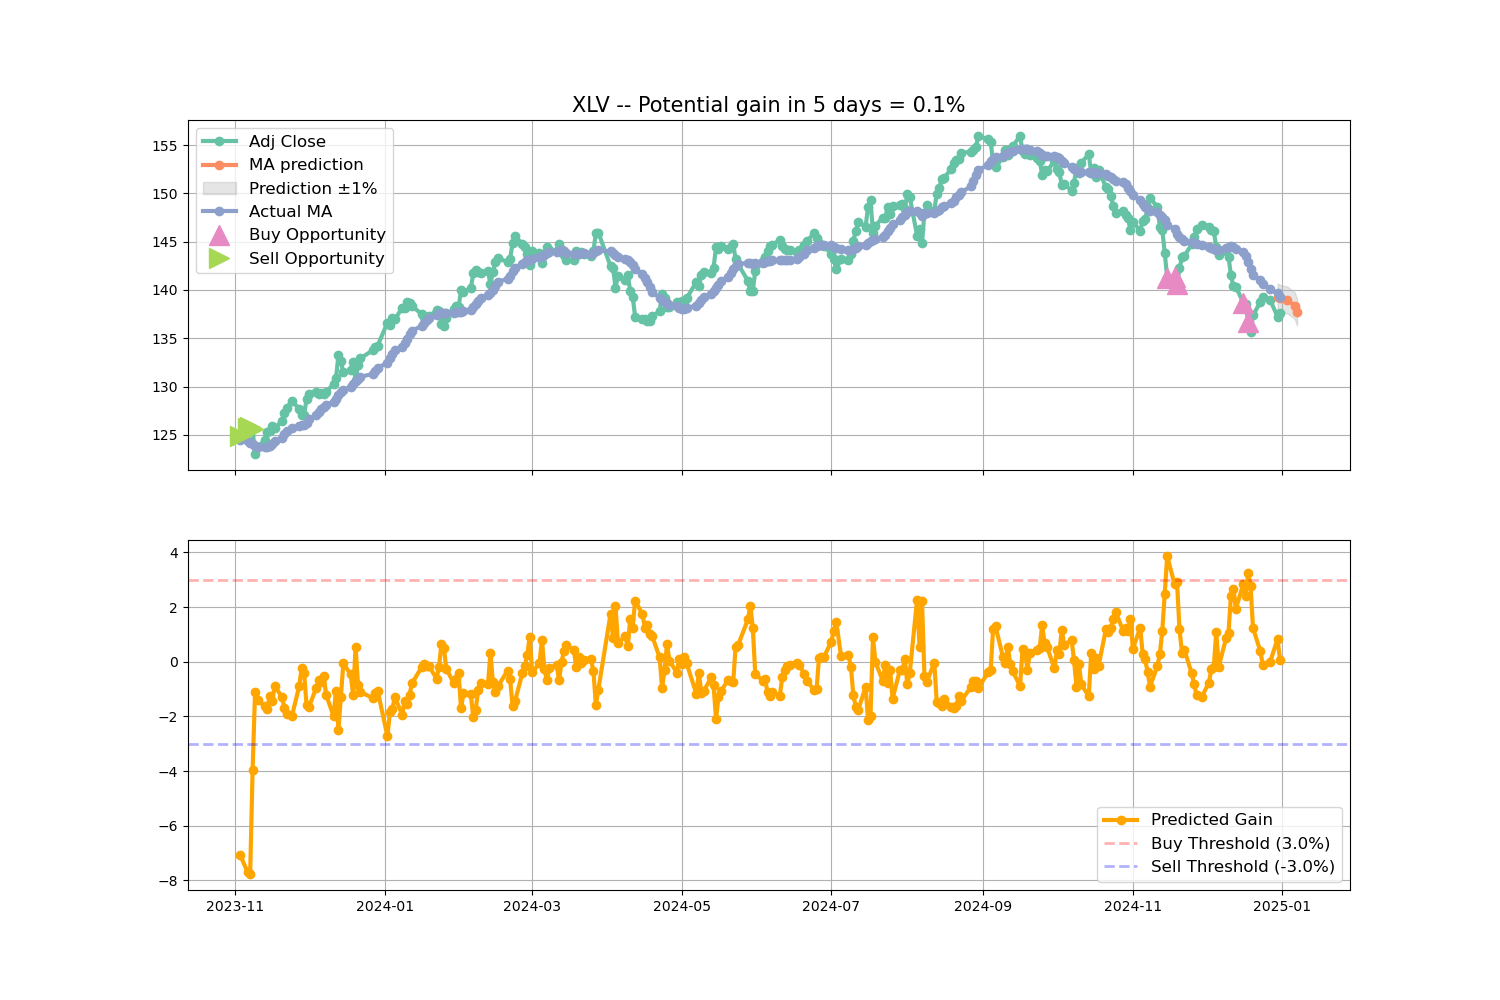 XLV -- Potential gain in 5 days = 0.1%
155
150
145
140
135
130
125
Adj Close
MA prediction
Prediction ±1%
Actual MA
Buy Opportunity
Sell Opportunity
4
2
0
−2
−4
−6
−8
Predicted Gain
Buy Threshold (3.0%)
Sell Threshold (-3.0%)
2023-11
2024-01
2024-03
2024-05
2024-07
2024-09
2024-11
2025-01